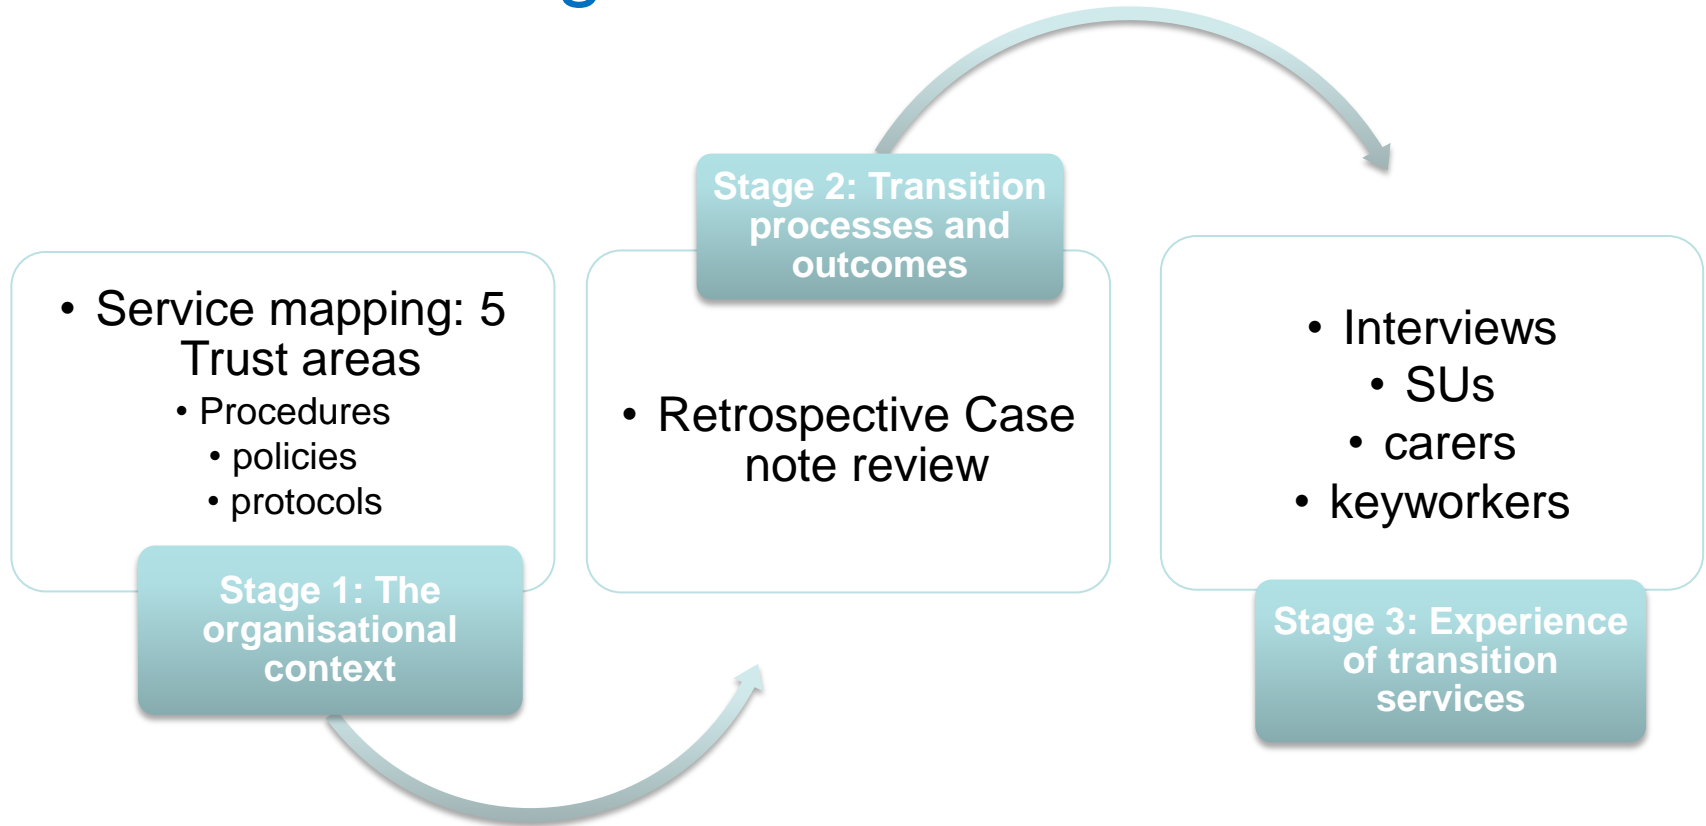 • Service mapping: 5
Trust areas
• Procedures
• policies
• protocols
Stage 1: The
organisational
context
Stage 2: Transition
processes and
outcomes
• Retrospective Case
note review
• Interviews
• SUs
• carers
• keyworkers
Stage 3: Experience
of transition
services